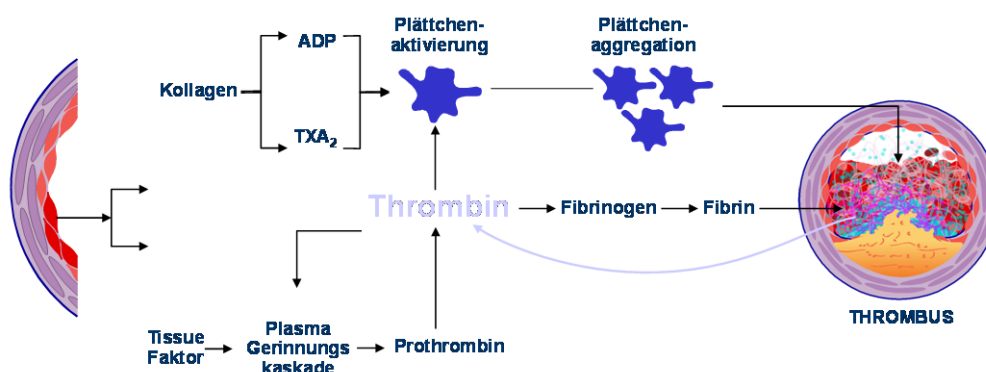 Plättchen-
aktivierung
Plättchen-
aggregation
ADP
Kollagen
TXA₂
Thrombin
Fibrinogen
Fibrin
THROMBUS
Tissue
Faktor
Plasma
Gerinnungs
kaskade
Prothrombin